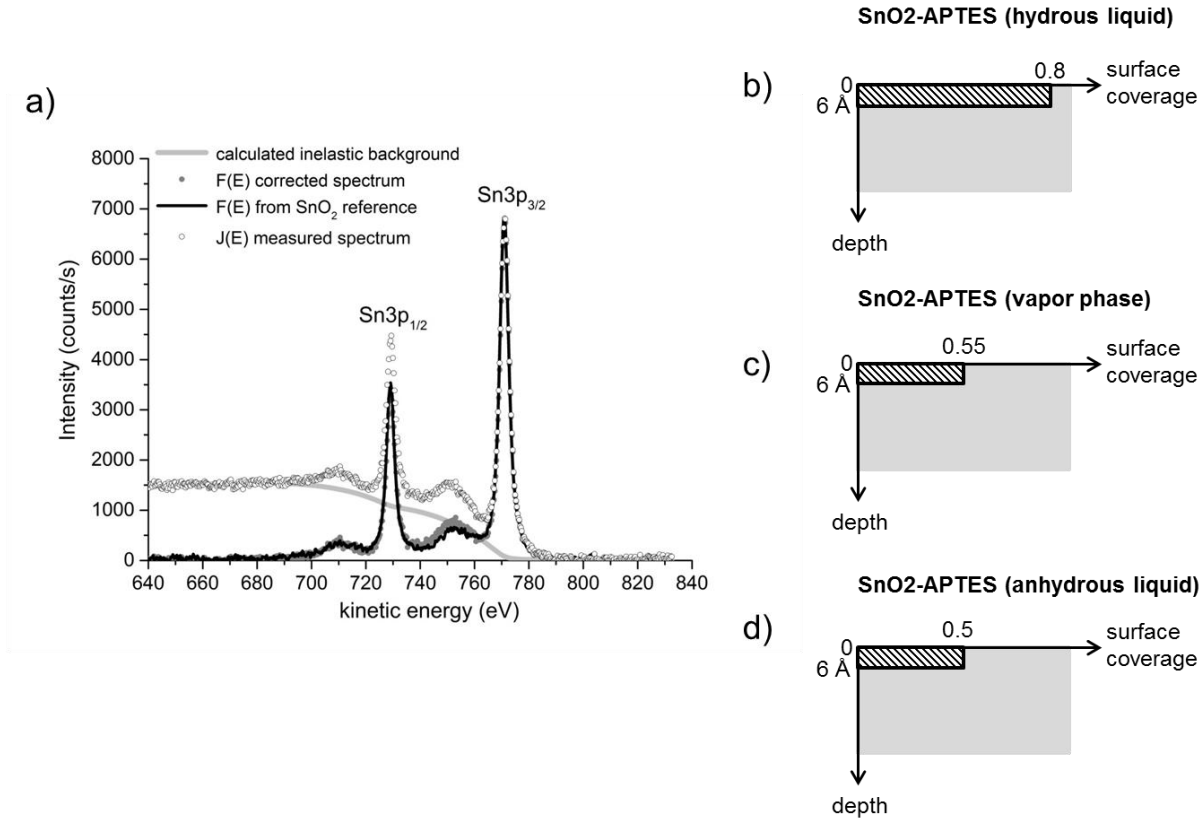 a)
calculated inelastic background
F(E) corrected spectrum
F(E) from SnO2 reference
J(E) measured spectrum
Sn3p1/2
Sn3p3/2
Intensity (counts/s)
8000
7000
6000
5000
4000
3000
2000
1000
0
640 660 680 700 720 740 760 780 800 820 840
kinetic energy (eV)
SnO2-APTES (hydrous liquid)
b)
0
6 Å
0.8
surface
coverage
depth
SnO2-APTES (vapor phase)
c)
0
6 Å
0.55
surface
coverage
depth
SnO2-APTES (anhydrous liquid)
d)
0
6 Å
0.5
surface
coverage
depth